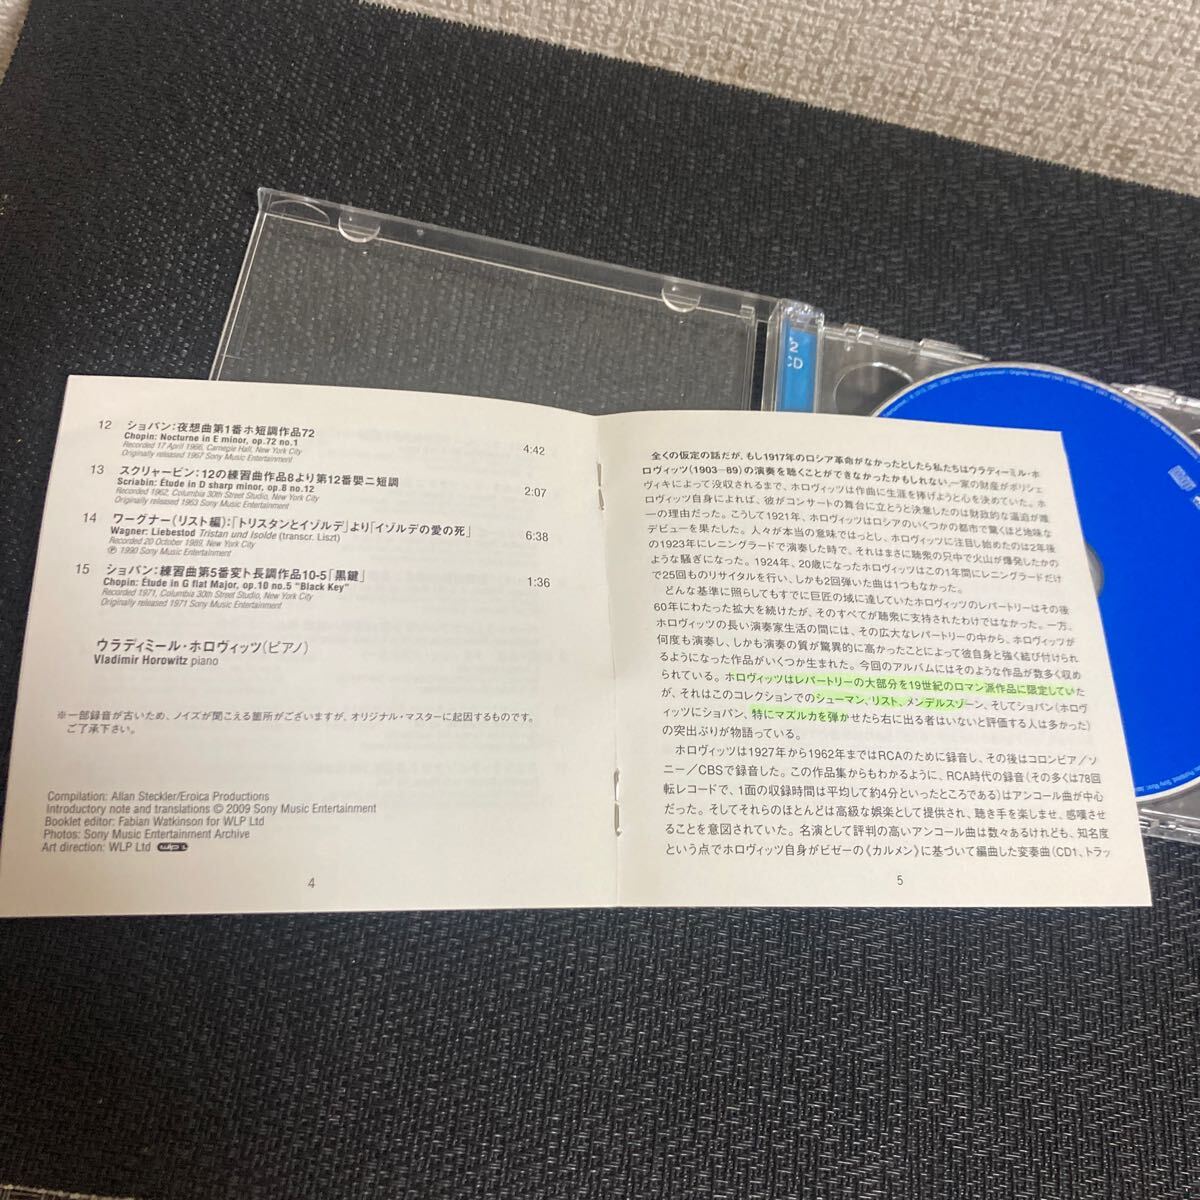 2
CD
12 ショパン:夜想曲第1番ホ短調作品72
Chopin: Nocturne in E minor, op.72 no.1
Recorded 17 April 1966, Carnegie Hall, New York City
Originally released 1967 Sony Music Entertainment
4:42
13 スクリャービン:12の練習曲作品8より第12番嬰ニ短調
Scriabin: Étude in D sharp minor, op.8 no.12
Recorded 1962, Columbia 30th Street Studio, New York City
Originally released 1963 Sony Music Entertainment
2:07
14 ワーグナー(リスト編):「トリスタンとイゾルデ」より「イゾルデの愛の死」
Wagner: Liebestod Tristan und Isolde (transcr. Liszt)
Recorded 20 October 1989, New York City
℗ 1990 Sony Music Entertainment
6:38
15 ショパン:練習曲第5番変ト長調作品10-5「黒鍵」
Chopin: Étude in G flat Major, op.10 no.5 "Black Key"
Recorded 1971, Columbia 30th Street Studio, New York City
Originally released 1971 Sony Music Entertainment
1:36
ウラディミール・ホロヴィッツ(ピアノ)
Vladimir Horowitz piano
※一部録音が古いため、ノイズが聞こえる箇所がございますが、オリジナル・マスターに起因するものです。
ご了承下さい。
Compilation: Allan Steckler/Eroica Productions
Introductory note and translations © 2009 Sony Music Entertainment
Booklet editor: Fabian Watkinson for WLP Ltd
Photos: Sony Music Entertainment Archive
Art direction: WLP Ltd
4
全くの仮定の話だが、もし1917年のロシア革命がなかったとしたら私たちはウラディミール・ホ
ロヴィッツ(1903–89)の演奏を聴くことができなかったかもしれない。一家の財産がボリシェ
ヴィキによって没収されるまで、ホロヴィッツは作曲に生涯を捧げようと心を決めていた。ホ
ロヴィッツ自身によれば、彼がコンサートの舞台に立とうと決意したのは財政的な逼迫が唯
一の理由だった。こうして1921年、ホロヴィッツはロシアのいくつかの都市で驚くほど地味な
デビューを果たした。人々が本当の意味ではっとし、ホロヴィッツに注目し始めたのは2年後
の1923年にレニングラードで演奏した時で、それはまさに聴衆の只中で火山が爆発したかの
ような騒ぎになった。1924年、20歳になったホロヴィッツはこの1年間にレニングラードだけ
で25回ものリサイタルを行い、しかも2回弾いた曲は1つもなかった。
どんな基準に照らしてもすでに巨匠の域に達していたホロヴィッツのレパートリーはその後
60年にわたった拡大を続けたが、そのすべてが聴衆に支持されたわけではなかった。一方、
ホロヴィッツの長い演奏家生活の間には、その広大なレパートリーの中から、ホロヴィッツが
何度も演奏し、しかも演奏の質が驚異的に高かったことによって彼自身と強く結び付けられ
るようになった作品がいくつか生まれた。今回のアルバムにはそのような作品が数多く収め
られている。ホロヴィッツはレパートリーの大部分を19世紀のロマン派作品に限定していた
が、それはこのコレクションでのシューマン、リスト、メンデルスゾーン、そしてショパン(ホロヴ
ィッツにショパン、特にマズルカを弾かせたら右に出る者はいないと評価する人は多かった)
の突出ぶりが物語っている。
ホロヴィッツは1927年から1962年まではRCAのために録音し、その後はコロンビア／ソ
ニー／CBSで録音した。この作品集からもわかるように、RCA時代の録音(その多くは78回
転レコードで、1面の収録時間は平均して約4分といったところである)はアンコール曲が中心
だった。そしてそれらのほとんどは高級な娯楽として提供され、聴き手を楽しませ、感嘆させ
ることを意図されていた。名演として評判の高いアンコール曲は数々あるけれども、知名度
という点でホロヴィッツ自身がビゼーの《カルメン》に基づいて編曲した変奏曲(CD1、トラッ
5